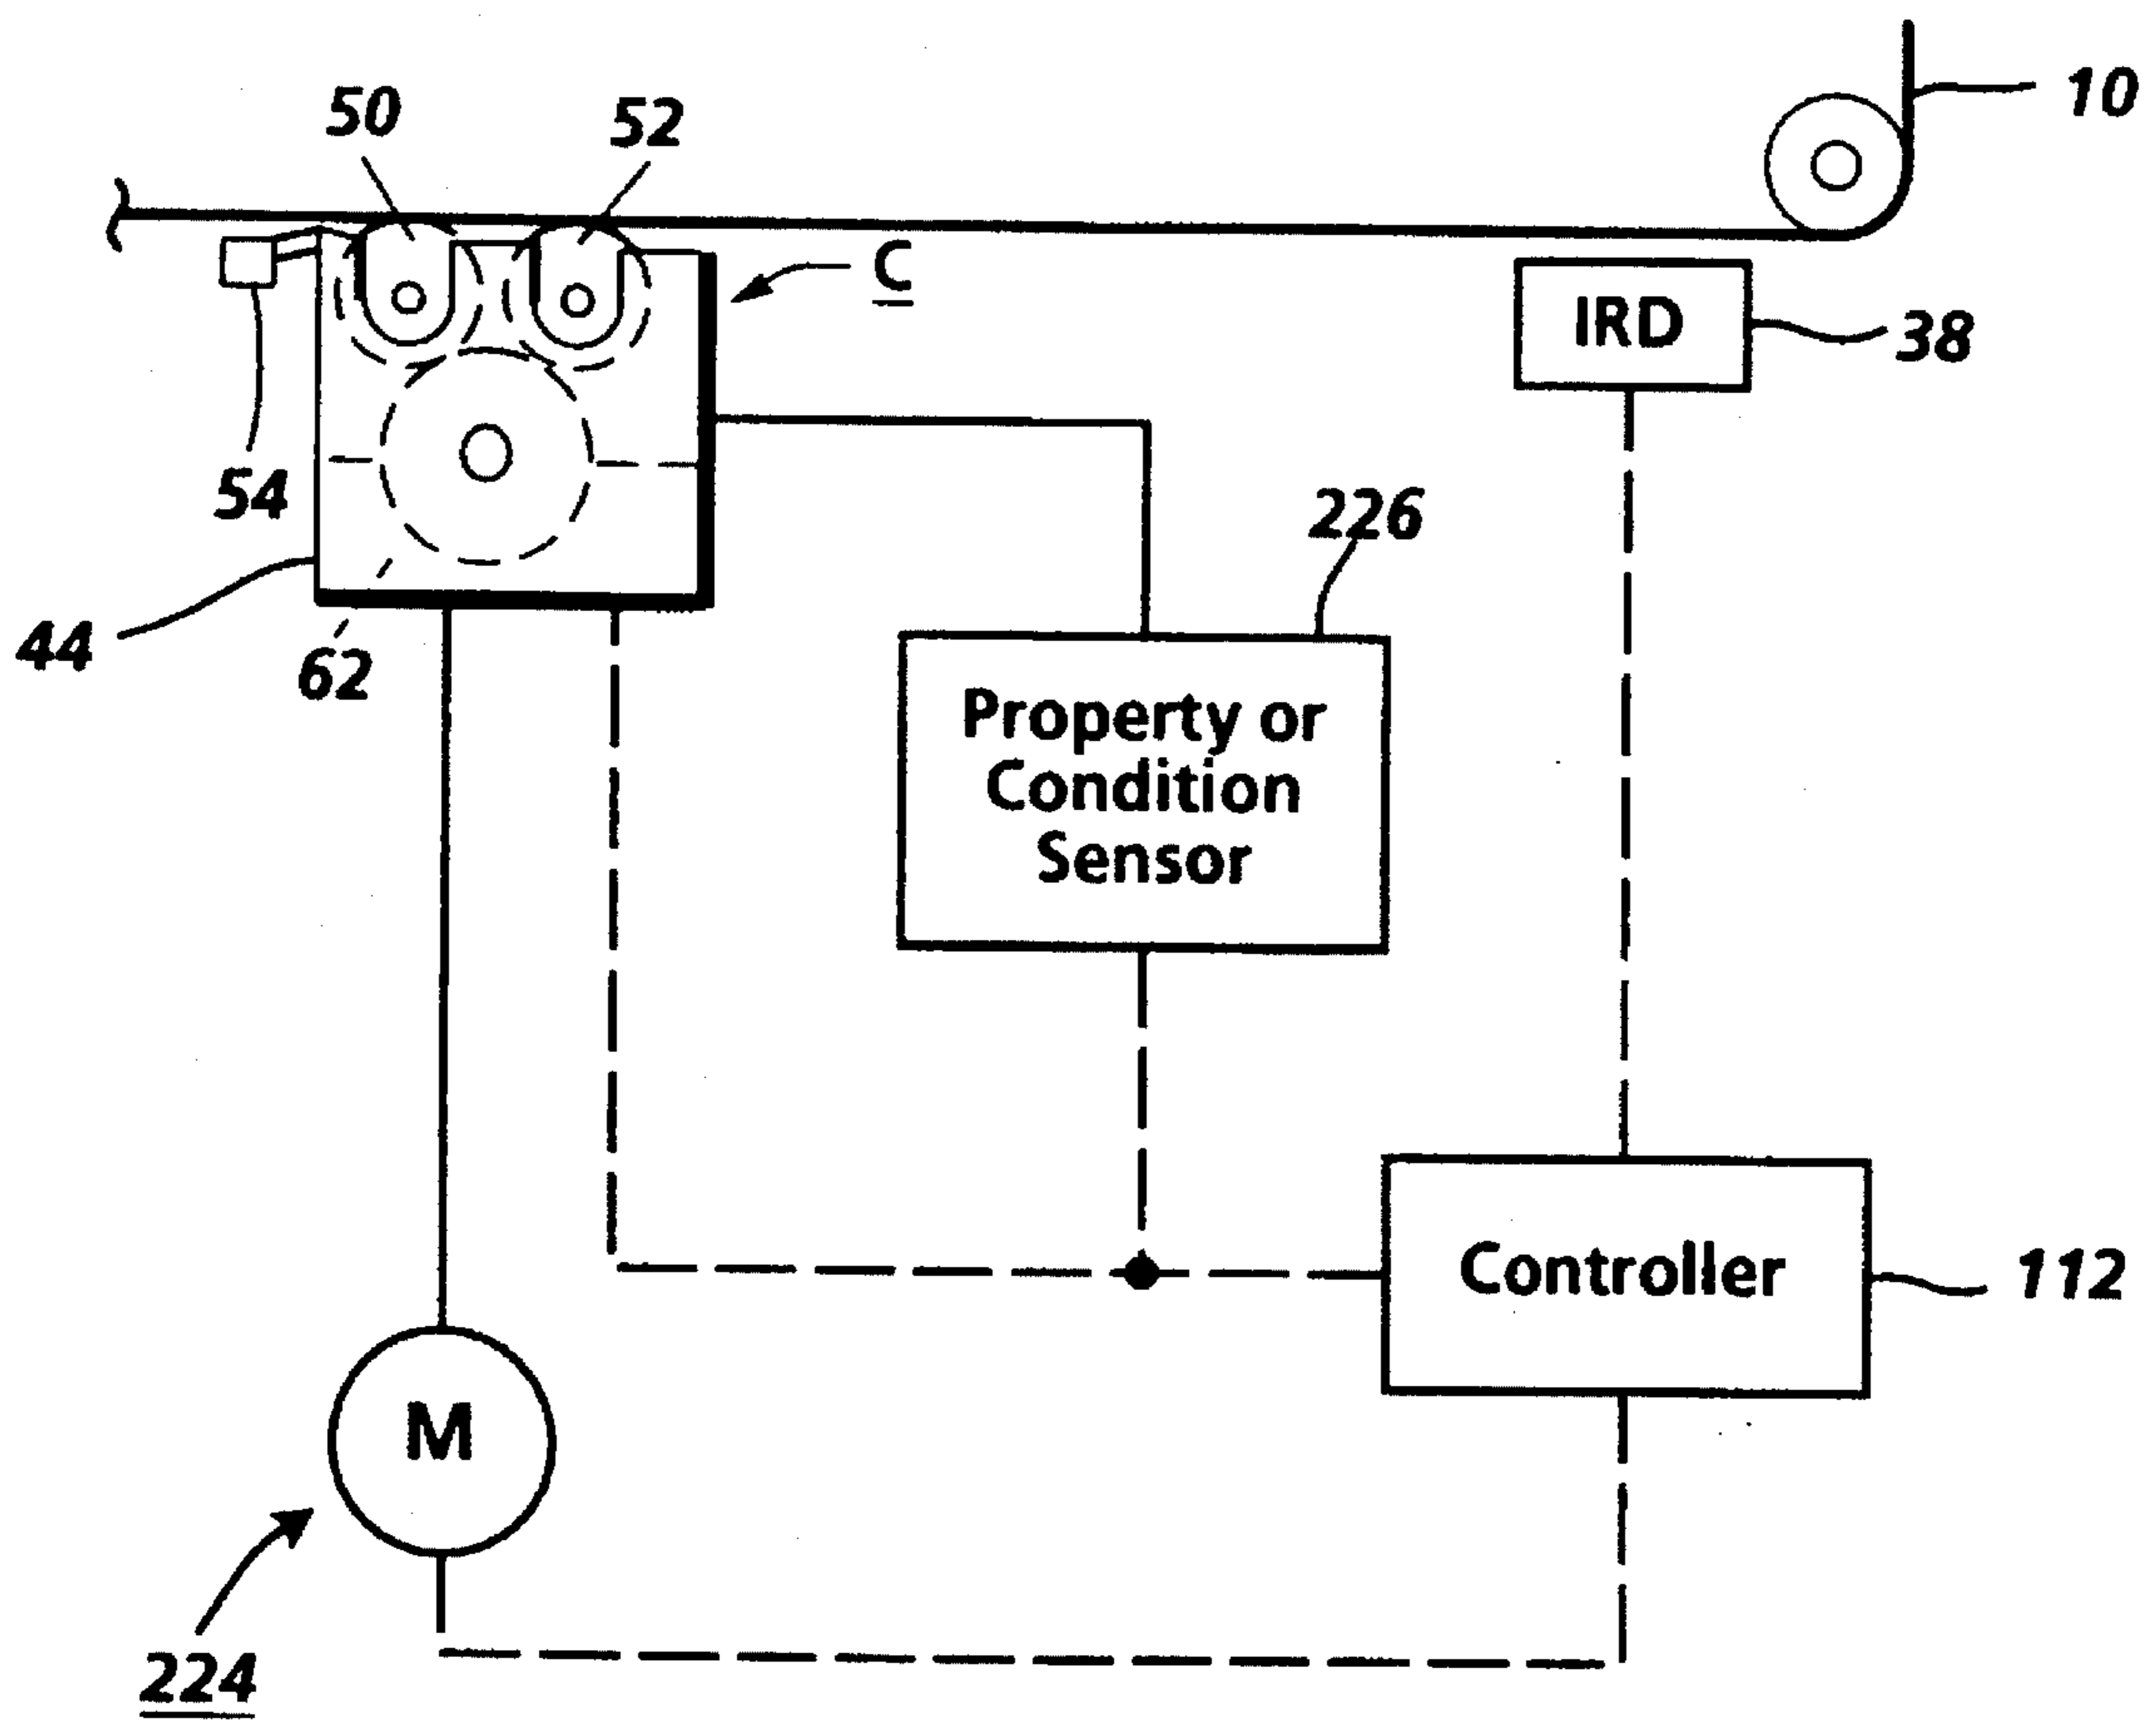 10
50
52
C
IRD
38
54
226
44
62
Property or
Condition
Sensor
Controller
112
M
224